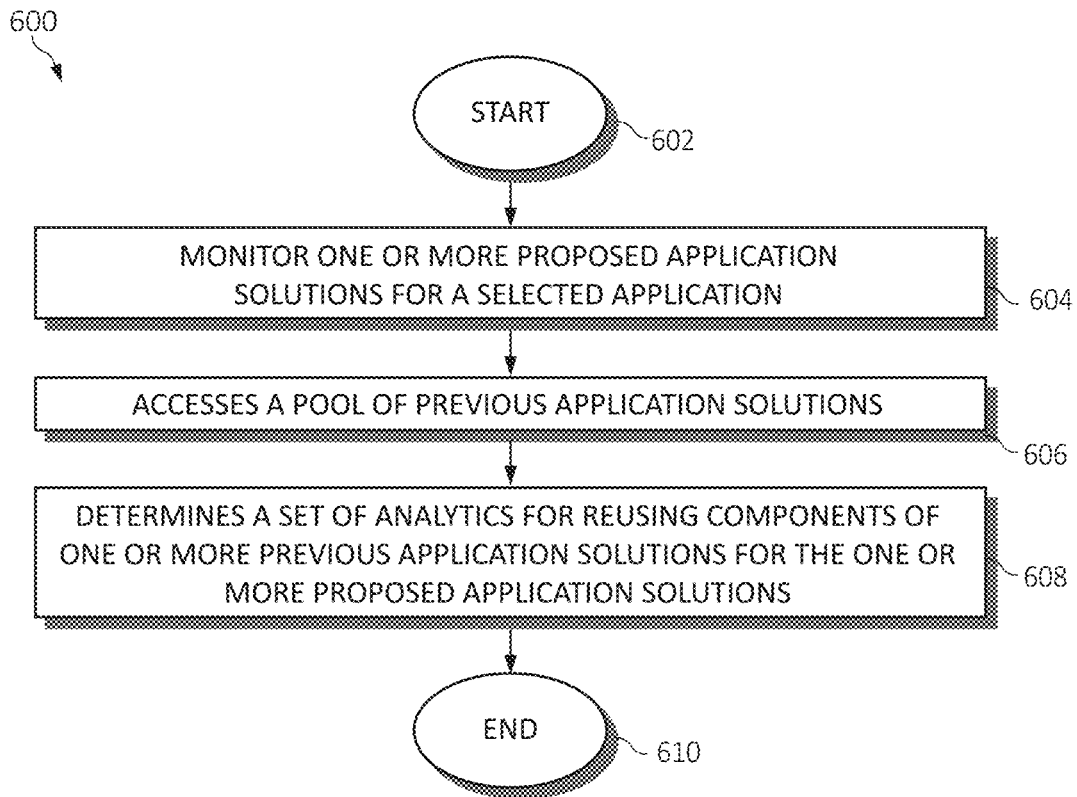 600
START
602
MONITOR ONE OR MORE PROPOSED APPLICATION
SOLUTIONS FOR A SELECTED APPLICATION
604
ACCESSES A POOL OF PREVIOUS APPLICATION SOLUTIONS
606
DETERMINES A SET OF ANALYTICS FOR REUSING COMPONENTS OF
ONE OR MORE PREVIOUS APPLICATION SOLUTIONS FOR THE ONE OR
MORE PROPOSED APPLICATION SOLUTIONS
608
END
610